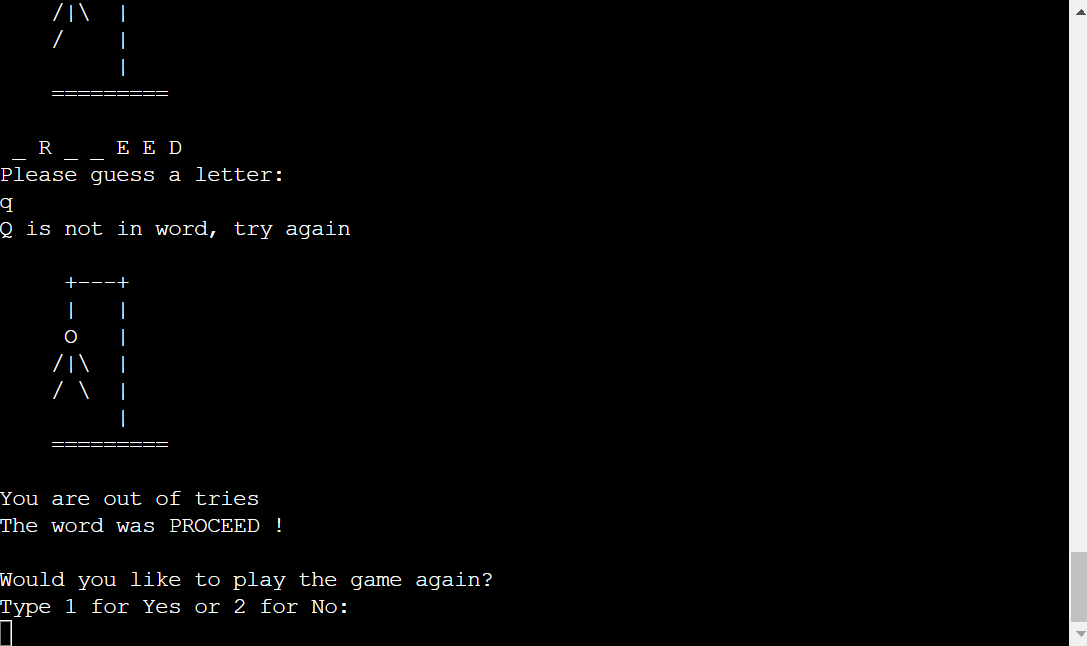 /|\  |
/    |
     |
=========
_ R _ _ E E D
Please guess a letter:
q
Q is not in word, try again
+---+
|   |
O   |
/|\  |
/ \  |
     |
=========
You are out of tries
The word was PROCEED !
Would you like to play the game again?
Type 1 for Yes or 2 for No: